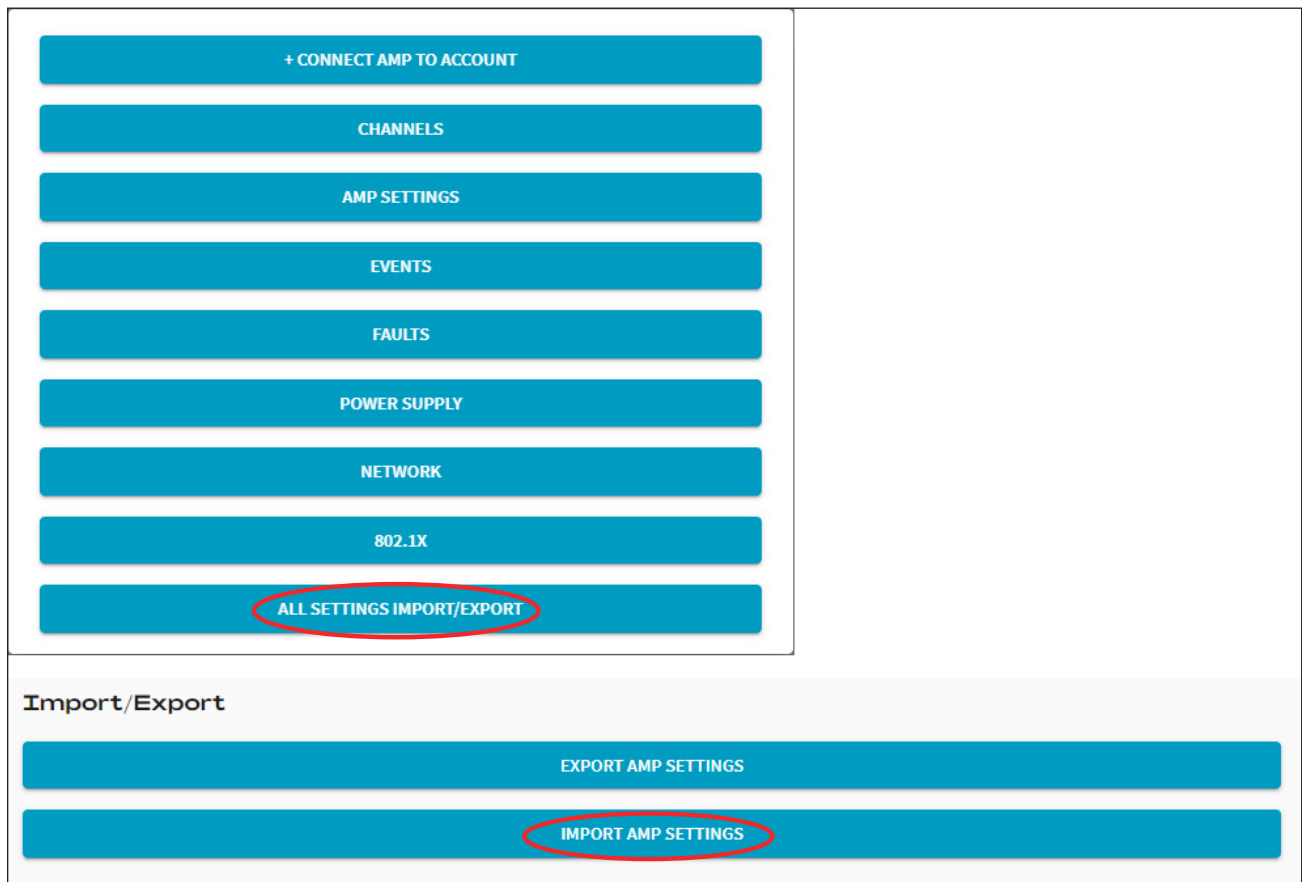 + CONNECT AMP TO ACCOUNT
CHANNELS
AMP SETTINGS
EVENTS
FAULTS
POWER SUPPLY
NETWORK
802.1X
ALL SETTINGS IMPORT/EXPORT
Import/Export
EXPORT AMP SETTINGS
IMPORT AMP SETTINGS